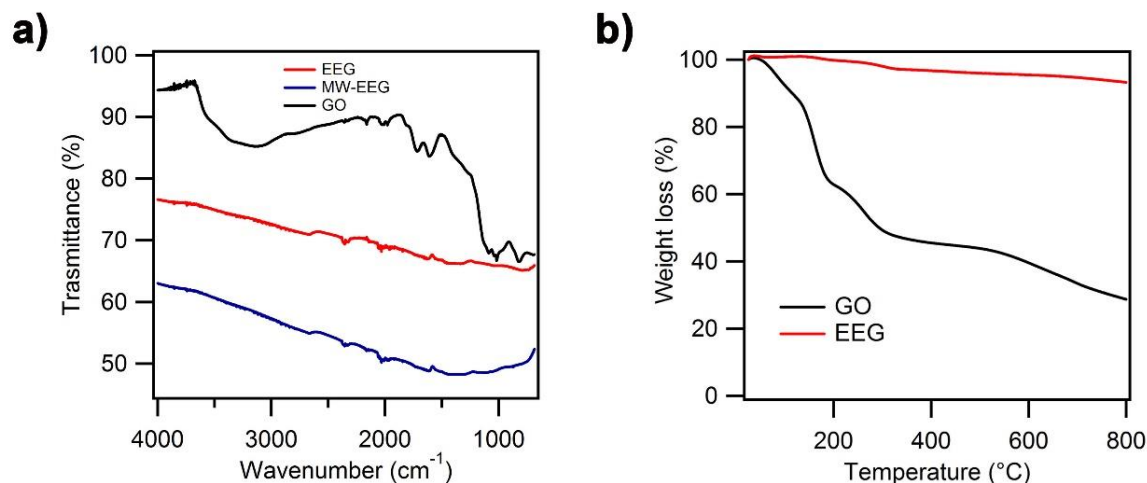 a)
100
90
80
70
60
50
Trasmittance (%)
EEG
MW-EEG
GO
4000
3000
2000
1000
Wavenumber (cm⁻¹)
b)
100
80
60
40
20
0
Weight loss (%)
GO
EEG
200
400
600
800
Temperature (°C)